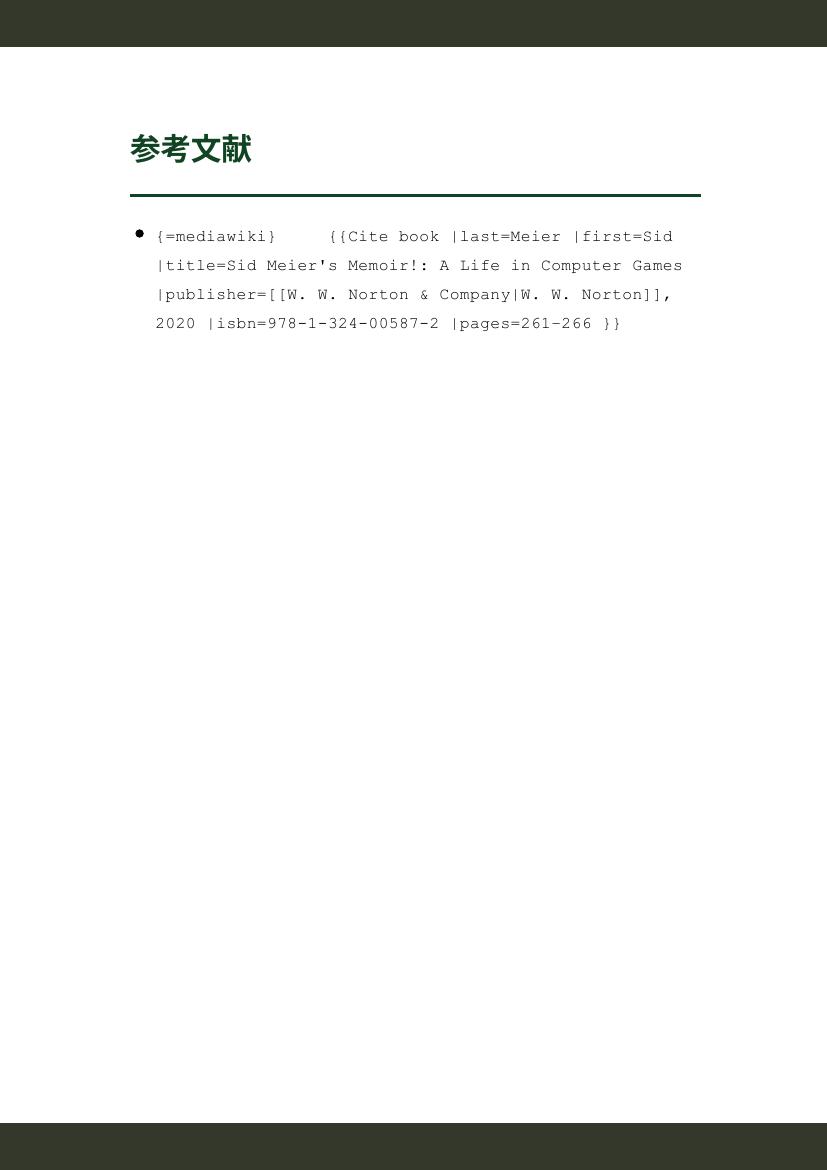 参考文献
• {=mediawiki} {{Cite book |last=Meier |first=Sid
|title=Sid Meier's Memoir!: A Life in Computer Games
|publisher=[[W. W. Norton & Company|W. W. Norton]],
2020 |isbn=978-1-324-00587-2 |pages=261–266 }}